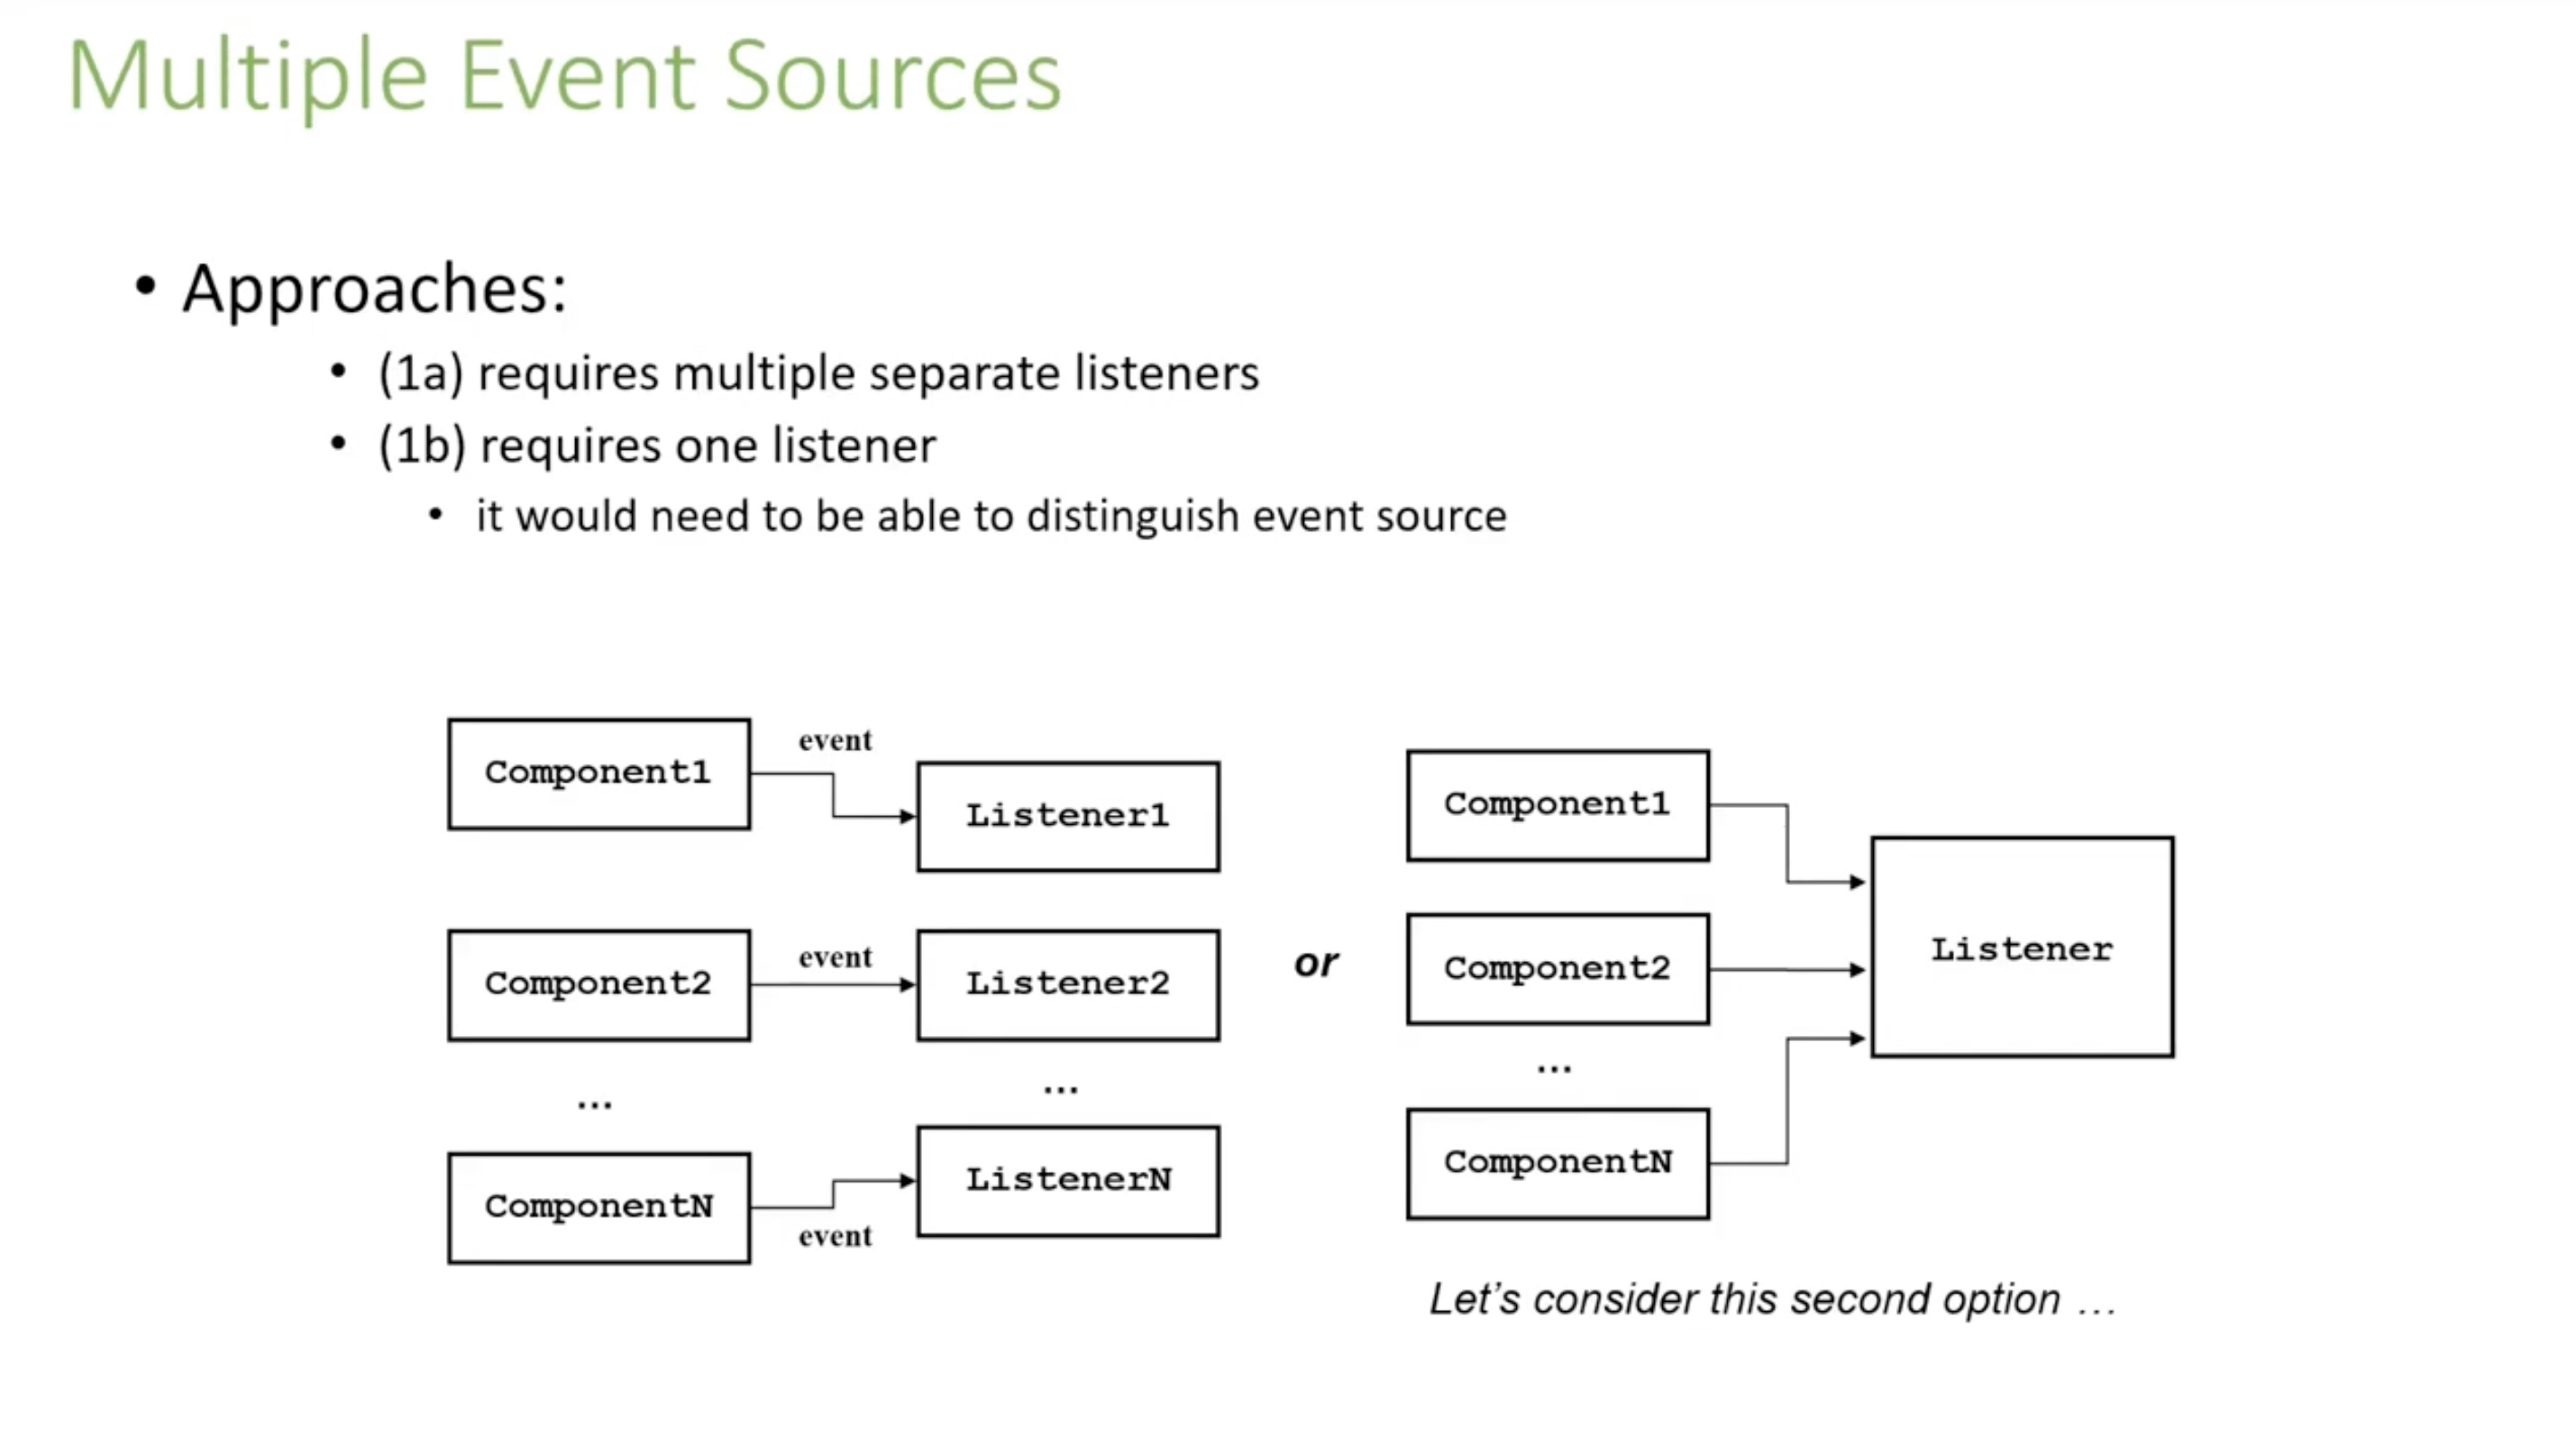 Multiple Event Sources
• Approaches:
• (1a) requires multiple separate listeners
• (1b) requires one listener
• it would need to be able to distinguish event source
Component1
event
Listener1
Component2
event
Listener2
...
...
ComponentN
event
ListenerN
or
Component1
Component2
...
ComponentN
Listener
Let’s consider this second option …